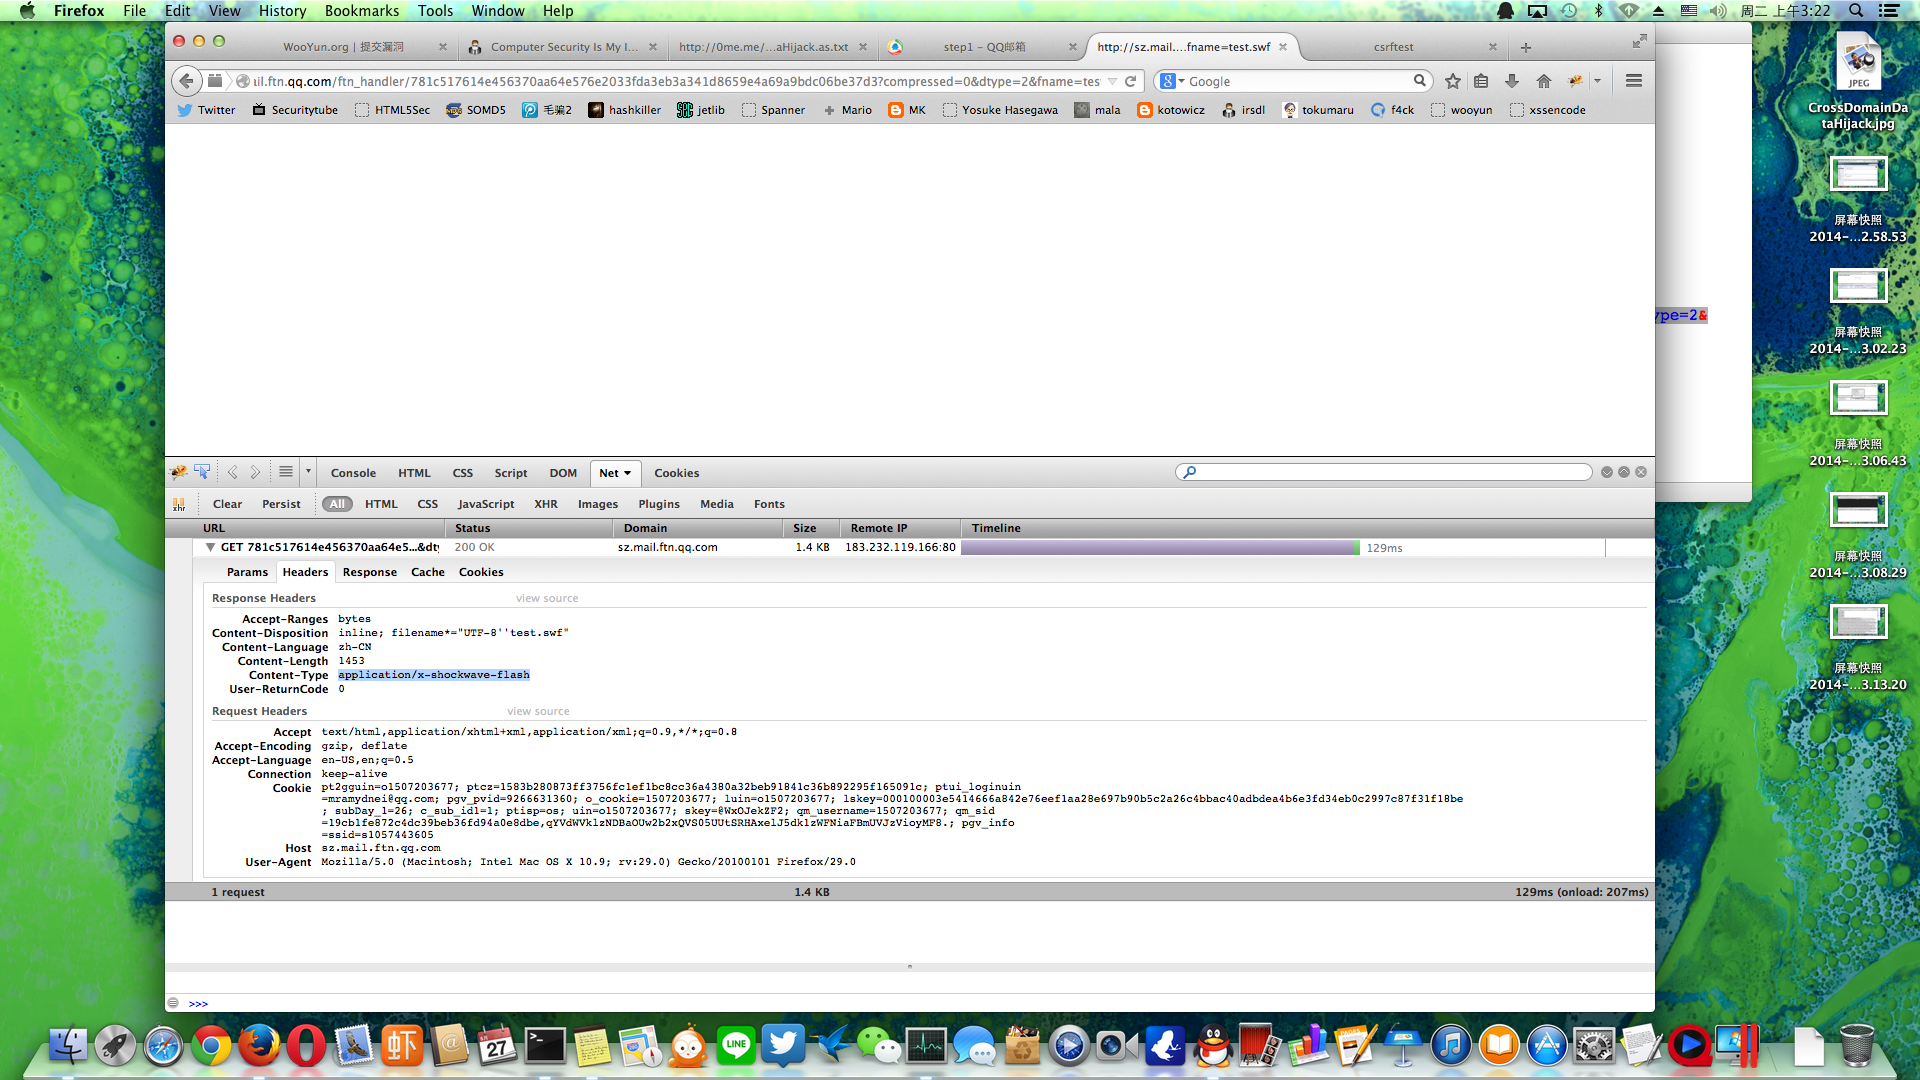 Firefox File Edit View History Bookmarks Tools Window Help 周二 上午3:22
WooYun.org | 提交漏洞 Computer Security Is My I... http://0me.me/...aHijack.as.txt step1 - QQ邮箱 http://sz.mail....fname=test.swf csrftest
ail.ftn.qq.com/ftn_handler/781c517614e456370aa64e576e2033fda3eb3a341d8659e4a69a9bdc06be37d3?compressed=0&dtype=2&fname=tes Google
Twitter Securitytube HTML5Sec SOMD5 毛骗2 hashkiller jetlib Spanner Mario MK Yosuke Hasegawa mala kotowicz irsdl tokumaru f4ck wooyun xssencode
JPEG
CrossDomainDa
taHijack.jpg
屏幕快照
2014-...2.58.53
ype=2&
屏幕快照
2014-...3.02.23
屏幕快照
2014-...3.06.43
屏幕快照
2014-...3.08.29
屏幕快照
2014-...3.13.20
Console HTML CSS Script DOM Net Cookies
xhr Clear Persist All HTML CSS JavaScript XHR Images Plugins Media Fonts
URL Status Domain Size Remote IP Timeline
GET 781c517614e456370aa64e5...&dty 200 OK sz.mail.ftn.qq.com 1.4 KB 183.232.119.166:80 129ms
Params Headers Response Cache Cookies
Response Headers view source
Accept-Ranges bytes
Content-Disposition inline; filename*="UTF-8''test.swf"
Content-Language zh-CN
Content-Length 1453
Content-Type application/x-shockwave-flash
User-ReturnCode 0
Request Headers view source
Accept text/html,application/xhtml+xml,application/xml;q=0.9,*/*;q=0.8
Accept-Encoding gzip, deflate
Accept-Language en-US,en;q=0.5
Connection keep-alive
Cookie pt2gguin=o1507203677; ptcz=1583b280873ff3756fc1ef1bc8cc36a4380a32beb91841c36b892295f165091c; ptui_loginuin
=mramydnei@qq.com; pgv_pvid=9266631360; o_cookie=1507203677; luin=o1507203677; lskey=000100003e5414666a842e76eef1aa28e697b90b5c2a26c4bbac40adbdea4b6e3fd34eb0c2997c87f31f18be
; subDay_1=26; c_sub_id1=1; ptisp=os; uin=o1507203677; skey=@WxOJekZF2; qm_username=1507203677; qm_sid
=19cb1fe872c4dc39beb36fd94a0e8dbe,qYVdWVklzNDBaOUw2b2xQVS05UUtSRHAxelJ5dklzWFNiaFBmUVJzVioyMF8.; pgv_info
=ssid=s1057443605
Host sz.mail.ftn.qq.com
User-Agent Mozilla/5.0 (Macintosh; Intel Mac OS X 10.9; rv:29.0) Gecko/20100101 Firefox/29.0
1 request 1.4 KB 129ms (onload: 207ms)
>>>
虾 27 LINE